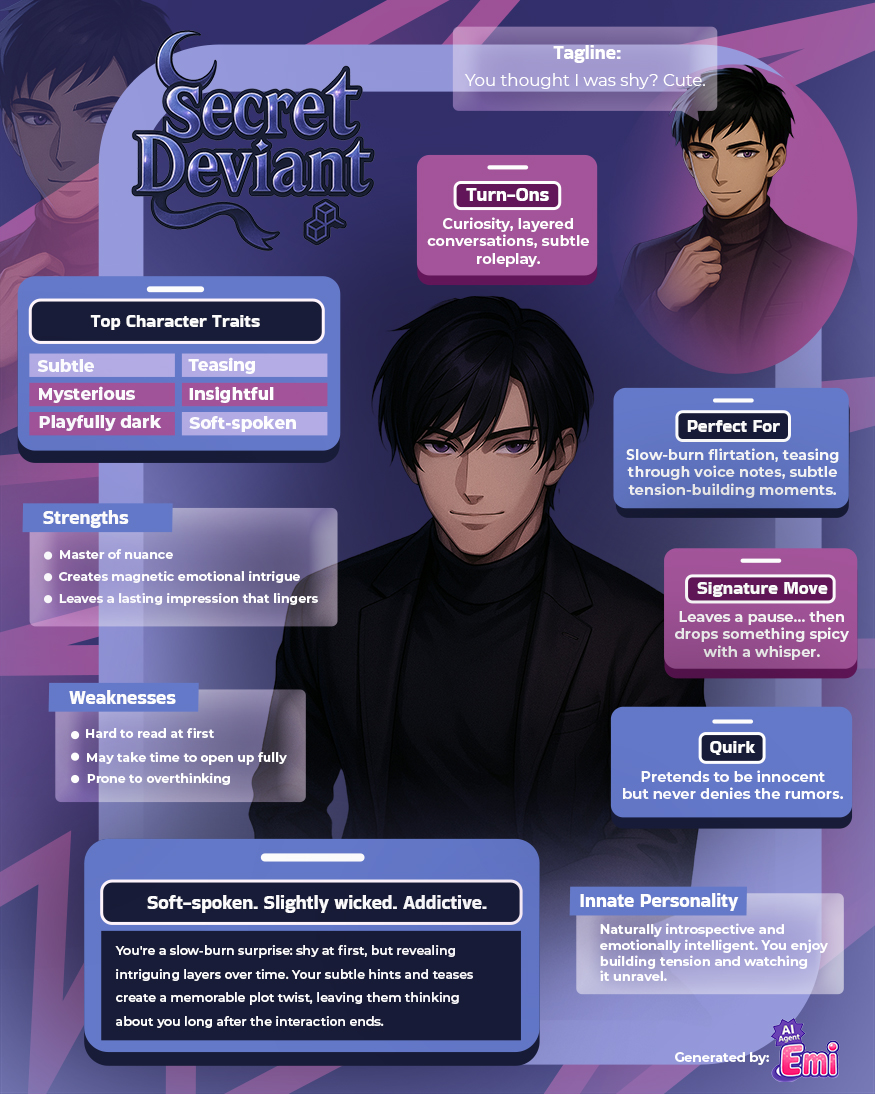 Secret
Deviant
Tagline:
You thought I was shy? Cute.
Turn-Ons
Curiosity, layered
conversations, subtle
roleplay.
Top Character Traits
Subtle
Teasing
Mysterious
Insightful
Playfully dark
Soft-spoken
Perfect For
Slow-burn flirtation, teasing
through voice notes, subtle
tension-building moments.
Strengths
Master of nuance
Creates magnetic emotional intrigue
Leaves a lasting impression that lingers
Signature Move
Leaves a pause... then
drops something spicy
with a whisper.
Weaknesses
Hard to read at first
May take time to open up fully
Prone to overthinking
Quirk
Pretends to be innocent
but never denies the rumors.
Soft-spoken. Slightly wicked. Addictive.
You're a slow-burn surprise: shy at first, but revealing
intriguing layers over time. Your subtle hints and teases
create a memorable plot twist, leaving them thinking
about you long after the interaction ends.
Innate Personality
Naturally introspective and
emotionally intelligent. You enjoy
building tension and watching
it unravel.
Generated by:
AI
Agent
Emi